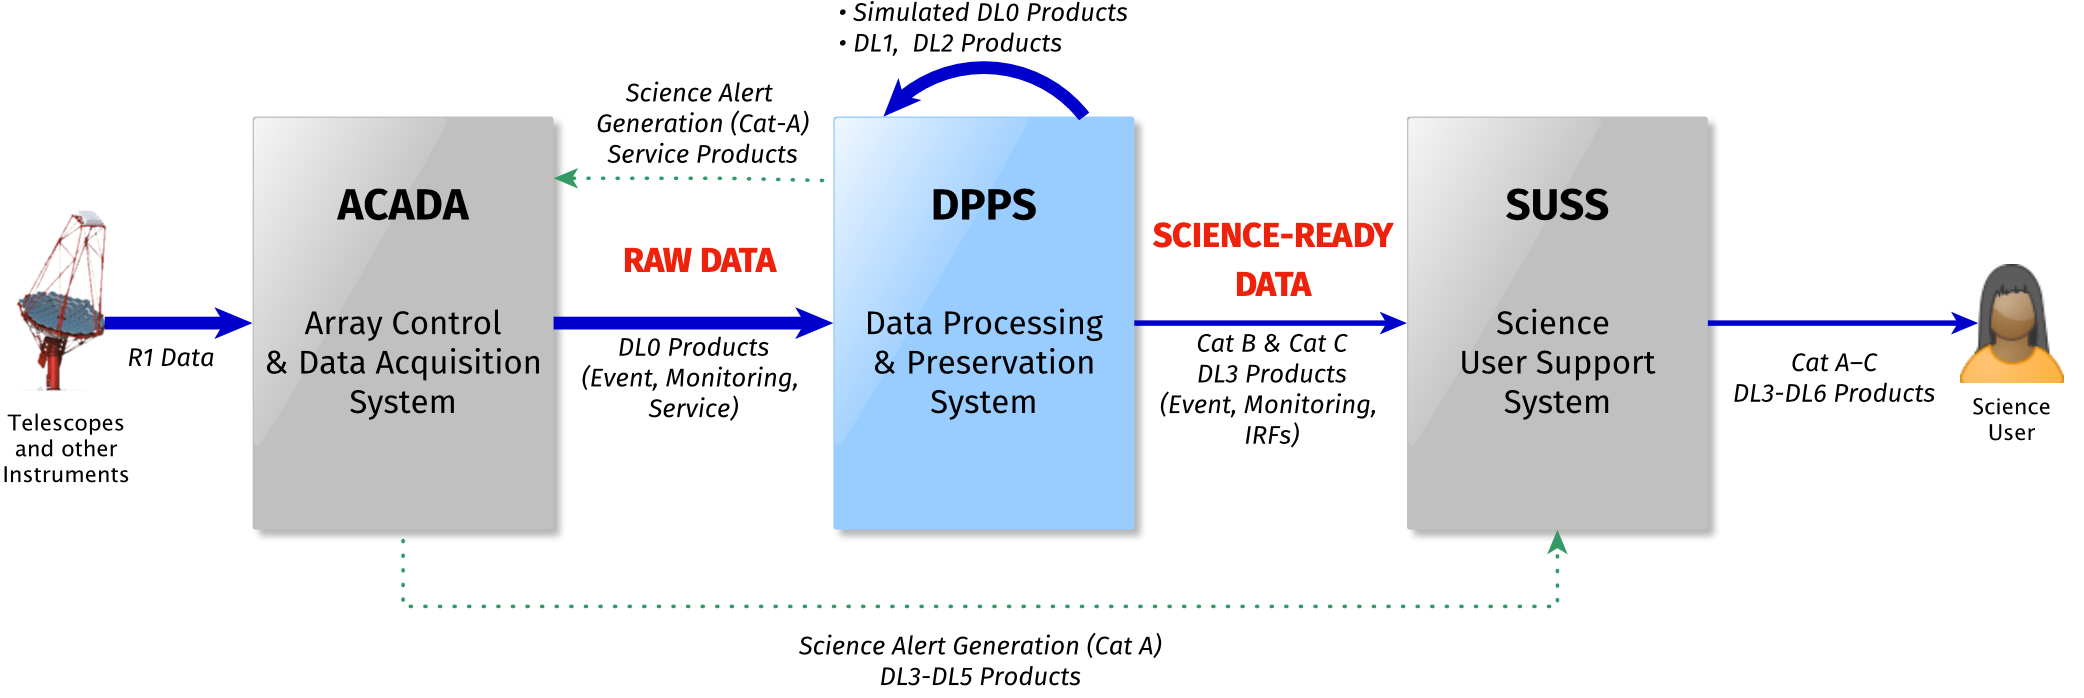 • Simulated DL0 Products
• DL1, DL2 Products
Science Alert
Generation (Cat-A)
Service Products
ACADA
Array Control
& Data Acquisition
System
DPPS
Data Processing
& Preservation
System
SUSS
Science
User Support
System
RAW DATA
DL0 Products
(Event, Monitoring,
Service)
SCIENCE-READY
DATA
Cat B & Cat C
DL3 Products
(Event, Monitoring,
IRFs)
R1 Data
Telescopes
and other
Instruments
Cat A–C
DL3-DL6 Products
Science
User
Science Alert Generation (Cat A)
DL3-DL5 Products